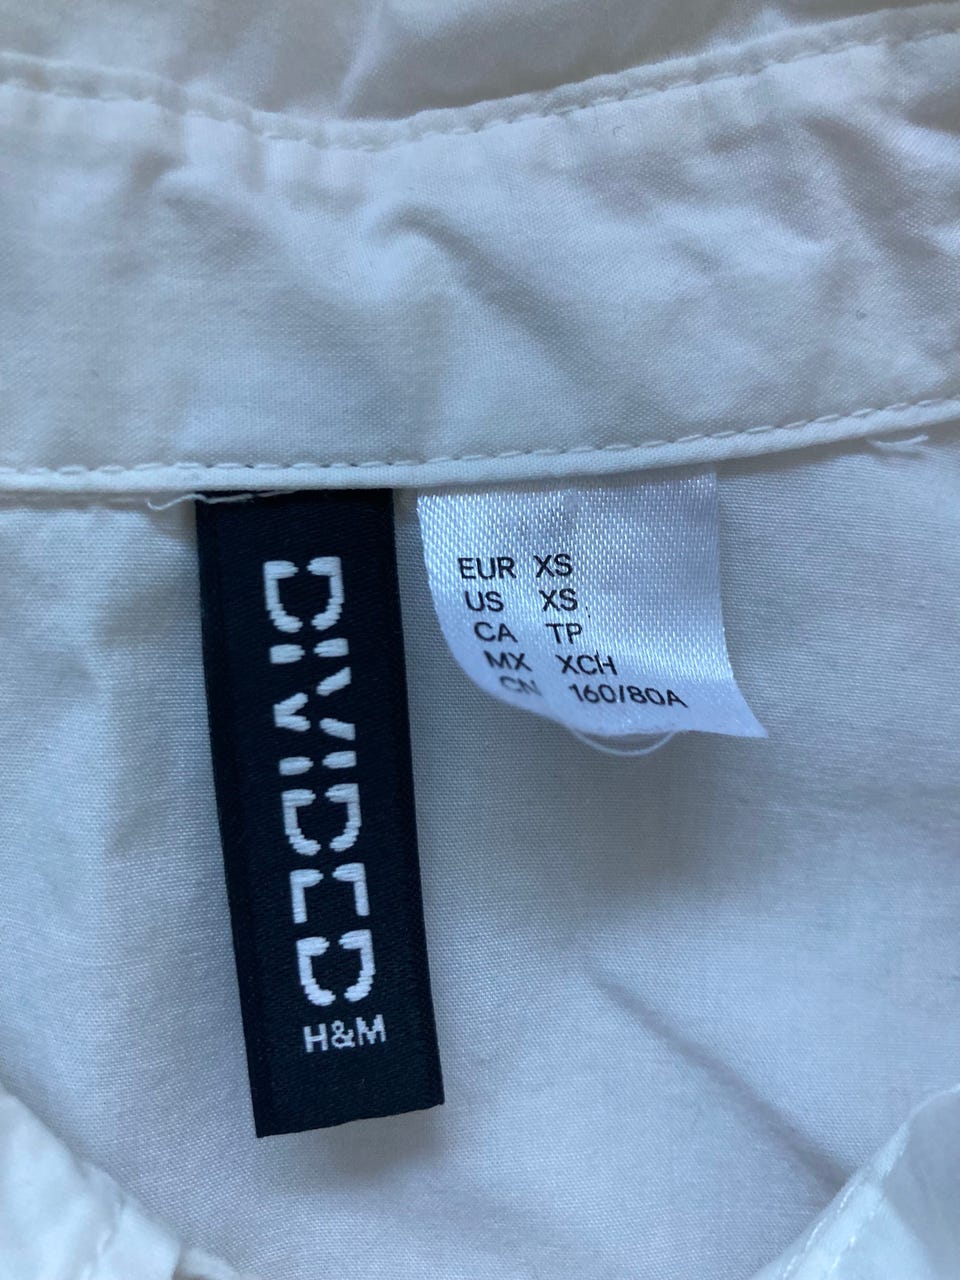 DIVIDED
H&M
EUR XS
US XS
CA TP
MX XCH
CN 160/80A